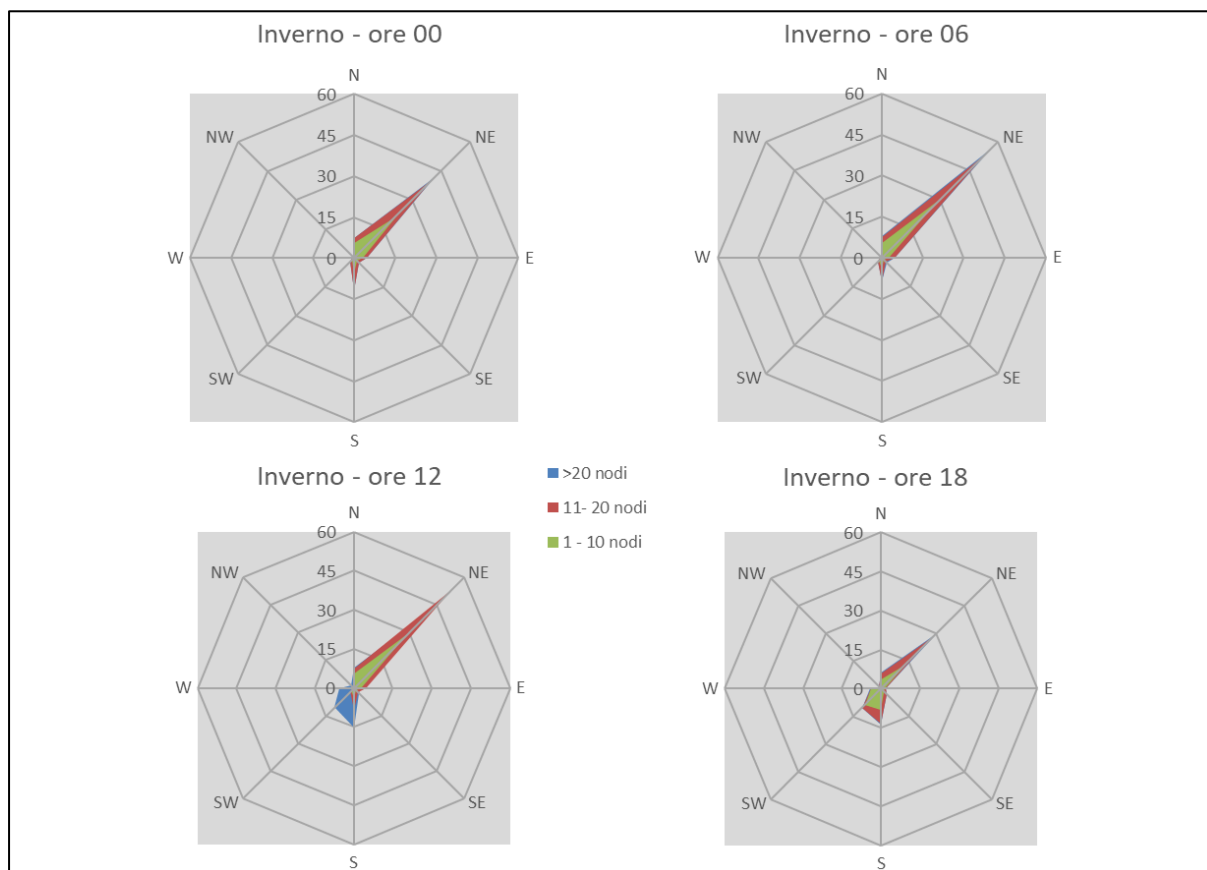 Inverno - ore 00
N
60
NW
NE
45
30
15
W
0
E
SW
SE
S
Inverno - ore 06
N
60
NW
NE
45
30
15
W
0
E
SW
SE
S
Inverno - ore 12
N
60
NW
NE
45
30
15
W
0
E
SW
SE
S
>20 nodi
11- 20 nodi
1 - 10 nodi
Inverno - ore 18
N
60
NW
NE
45
30
15
W
0
E
SW
SE
S